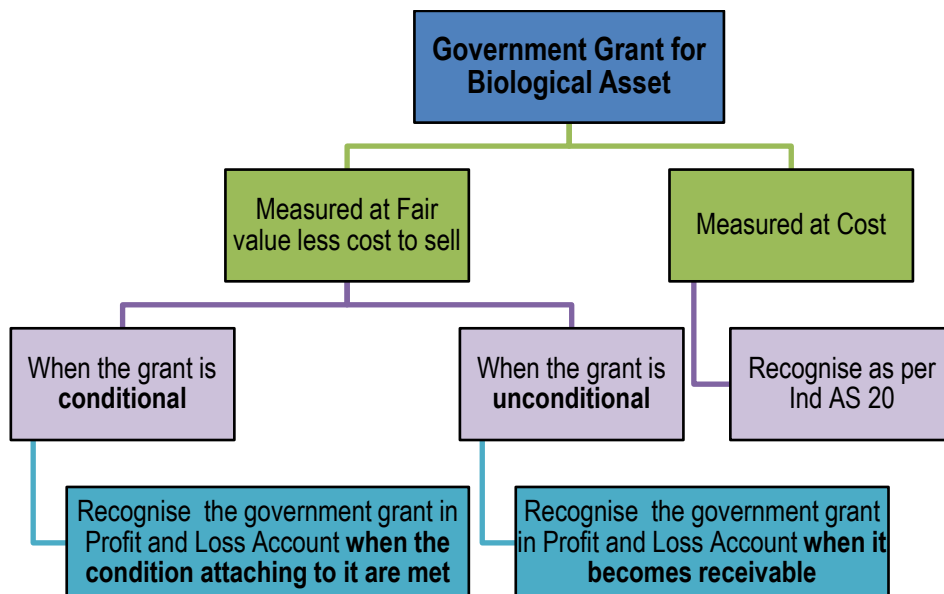 Government Grant for
Biological Asset
Measured at Fair
value less cost to sell
Measured at Cost
When the grant is
conditional
When the grant is
unconditional
Recognise as per
Ind AS 20
Recognise the government grant in
Profit and Loss Account when the
condition attaching to it are met
Recognise the government grant
in Profit and Loss Account when it
becomes receivable